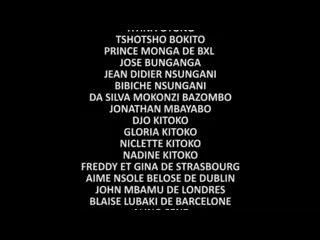 TSHOTSHO BOKITO
PRINCE MONGA DE BXL
JOSE BUNGANGA
JEAN DIDIER NSUNGANI
BIBICHE NSUNGANI
DA SILVA MOKONZI BAZOMBO
JONATHAN MBAYABO
DJO KITOKO
GLORIA KITOKO
NICLETTE KITOKO
NADINE KITOKO
FREDDY ET GINA DE STRASBOURG
AIME NSOLE BELOSE DE DUBLIN
JOHN MBAMU DE LONDRES
BLAISE LUBAKI DE BARCELONE